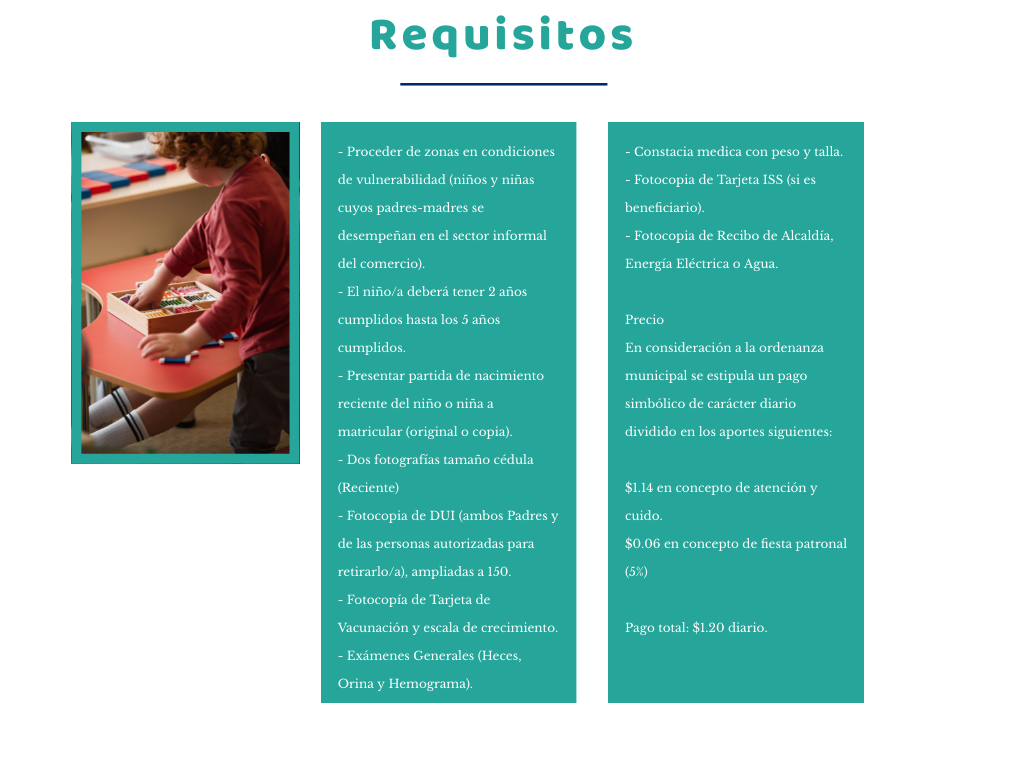 Requisitos
- Proceder de zonas en condiciones
de vulnerabilidad (niños y niñas
cuyos padres-madres se
desempeñan en el sector informal
del comercio).
- El niño/a deberá tener 2 años
cumplidos hasta los 5 años
cumplidos.
- Presentar partida de nacimiento
reciente del niño o niña a
matricular (original o copia).
- Dos fotografías tamaño cédula
(Reciente)
- Fotocopia de DUI (ambos Padres y
de las personas autorizadas para
retirarlo/a), ampliadas a 150.
- Fotocopía de Tarjeta de
Vacunación y escala de crecimiento.
- Exámenes Generales (Heces,
Orina y Hemograma).
- Constacia medica con peso y talla.
- Fotocopia de Tarjeta ISS (si es
beneficiario).
- Fotocopia de Recibo de Alcaldía,
Energía Eléctrica o Agua.
Precio
En consideración a la ordenanza
municipal se estipula un pago
simbólico de carácter diario
dividido en los aportes siguientes:
$1.14 en concepto de atención y
cuido.
$0.06 en concepto de fiesta patronal
(5%)
Pago total: $1.20 diario.